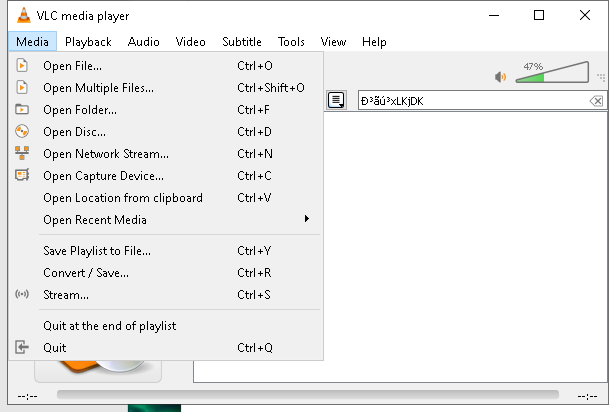 VLC media player
Media Playback Audio Video Subtitle Tools View Help
Open File... Ctrl+O
Open Multiple Files... Ctrl+Shift+O
Open Folder... Ctrl+F
Open Disc... Ctrl+D
Open Network Stream... Ctrl+N
Open Capture Device... Ctrl+C
Open Location from clipboard Ctrl+V
Open Recent Media
Save Playlist to File... Ctrl+Y
Convert / Save... Ctrl+R
Stream... Ctrl+S
Quit at the end of playlist
Quit Ctrl+Q
47%
Đ³ãú³xLKjDK
--:-- --:--